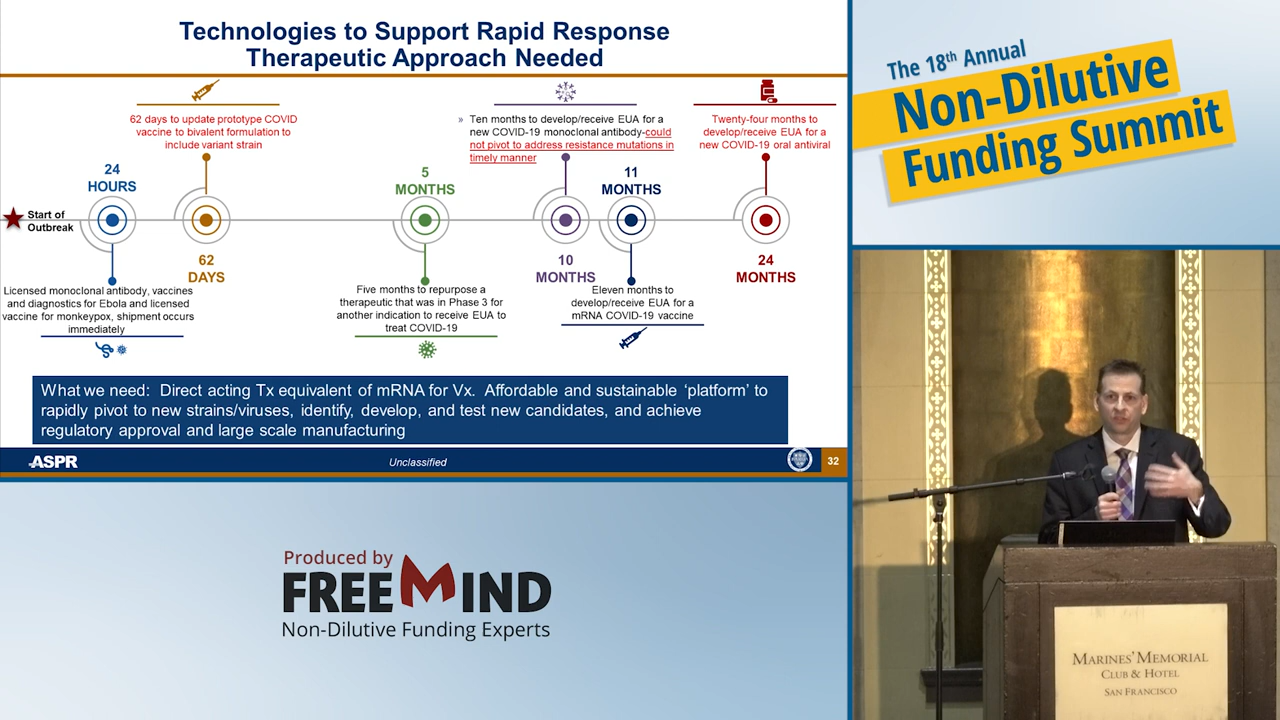 Technologies to Support Rapid Response
Therapeutic Approach Needed
62 days to update prototype COVID
vaccine to bivalent formulation to
include variant strain
» Ten months to develop/receive EUA for a
new COVID-19 monoclonal antibody-could
not pivot to address resistance mutations in
timely manner
Twenty-four months to
develop/receive EUA for a
new COVID-19 oral antiviral
24
HOURS
5
MONTHS
11
MONTHS
Start of
Outbreak
62
DAYS
10
MONTHS
24
MONTHS
Licensed monoclonal antibody, vaccines
and diagnostics for Ebola and licensed
vaccine for monkeypox, shipment occurs
immediately
Five months to repurpose a
therapeutic that was in Phase 3 for
another indication to receive EUA to
treat COVID-19
Eleven months to
develop/receive EUA for a
mRNA COVID-19 vaccine
What we need: Direct acting Tx equivalent of mRNA for Vx. Affordable and sustainable ‘platform’ to
rapidly pivot to new strains/viruses, identify, develop, and test new candidates, and achieve
regulatory approval and large scale manufacturing
ASPR
Unclassified
32
The 18th Annual
Non-Dilutive
Funding Summit
Produced by
FREEMIND
Non-Dilutive Funding Experts
MARINES' MEMORIAL
CLUB & HOTEL
SAN FRANCISCO